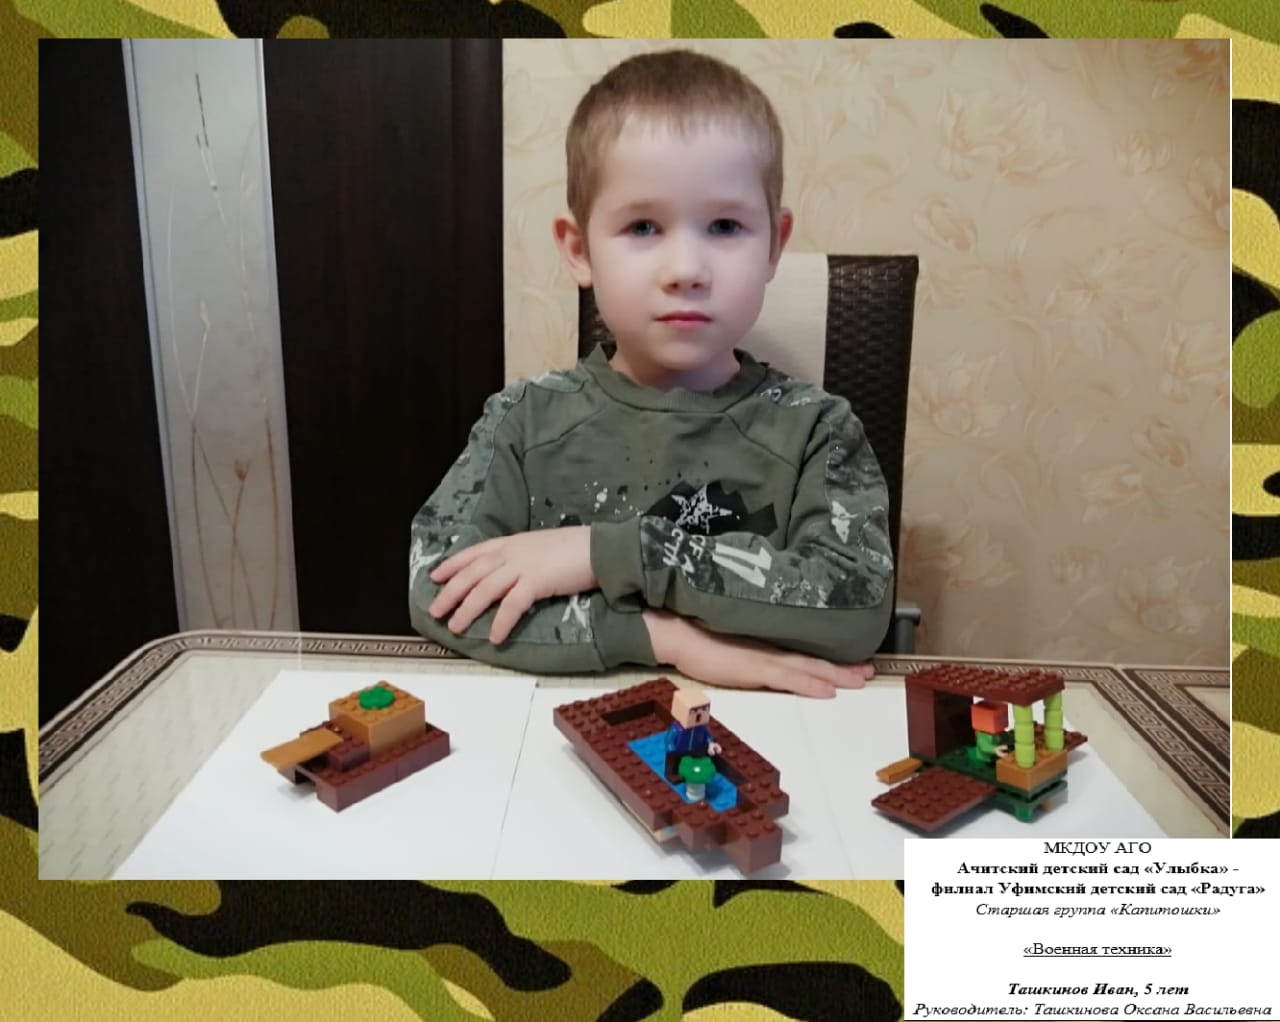 МКДОУ АГО
Ачитский детский сад «Улыбка» -
филиал Уфимский детский сад «Радуга»
Старшая группа «Капитошки»
«Военная техника»
Ташкинов Иван, 5 лет
Руководитель: Ташкинова Оксана Васильевна